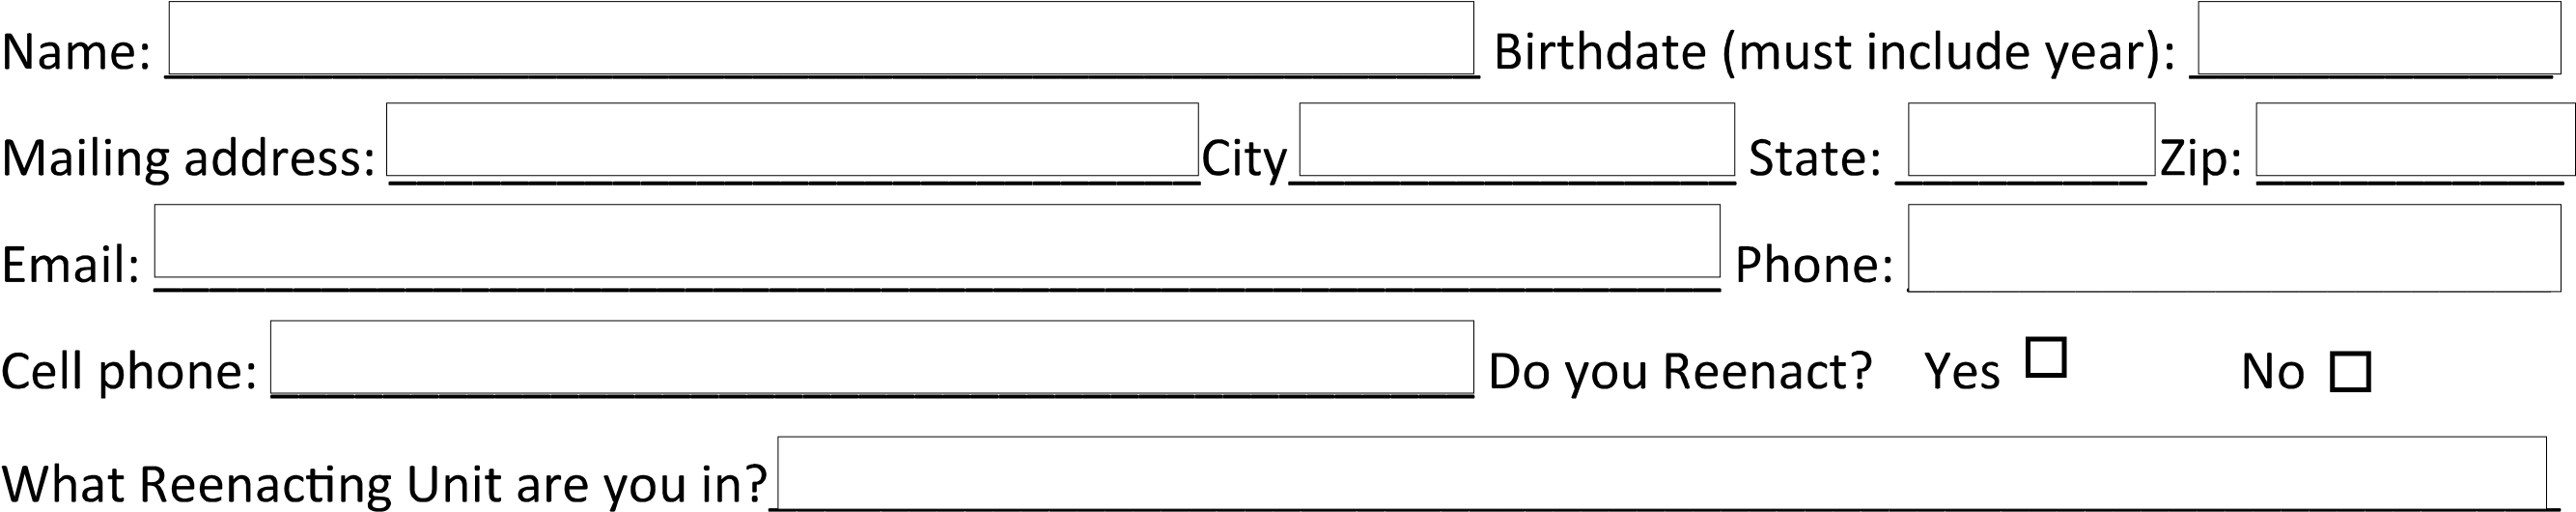 Name: Birthdate (must include year):
Mailing address: City State: Zip:
Email: Phone:
Cell phone: Do you Reenact? Yes ☐ No ☐
What Reenacting Unit are you in?